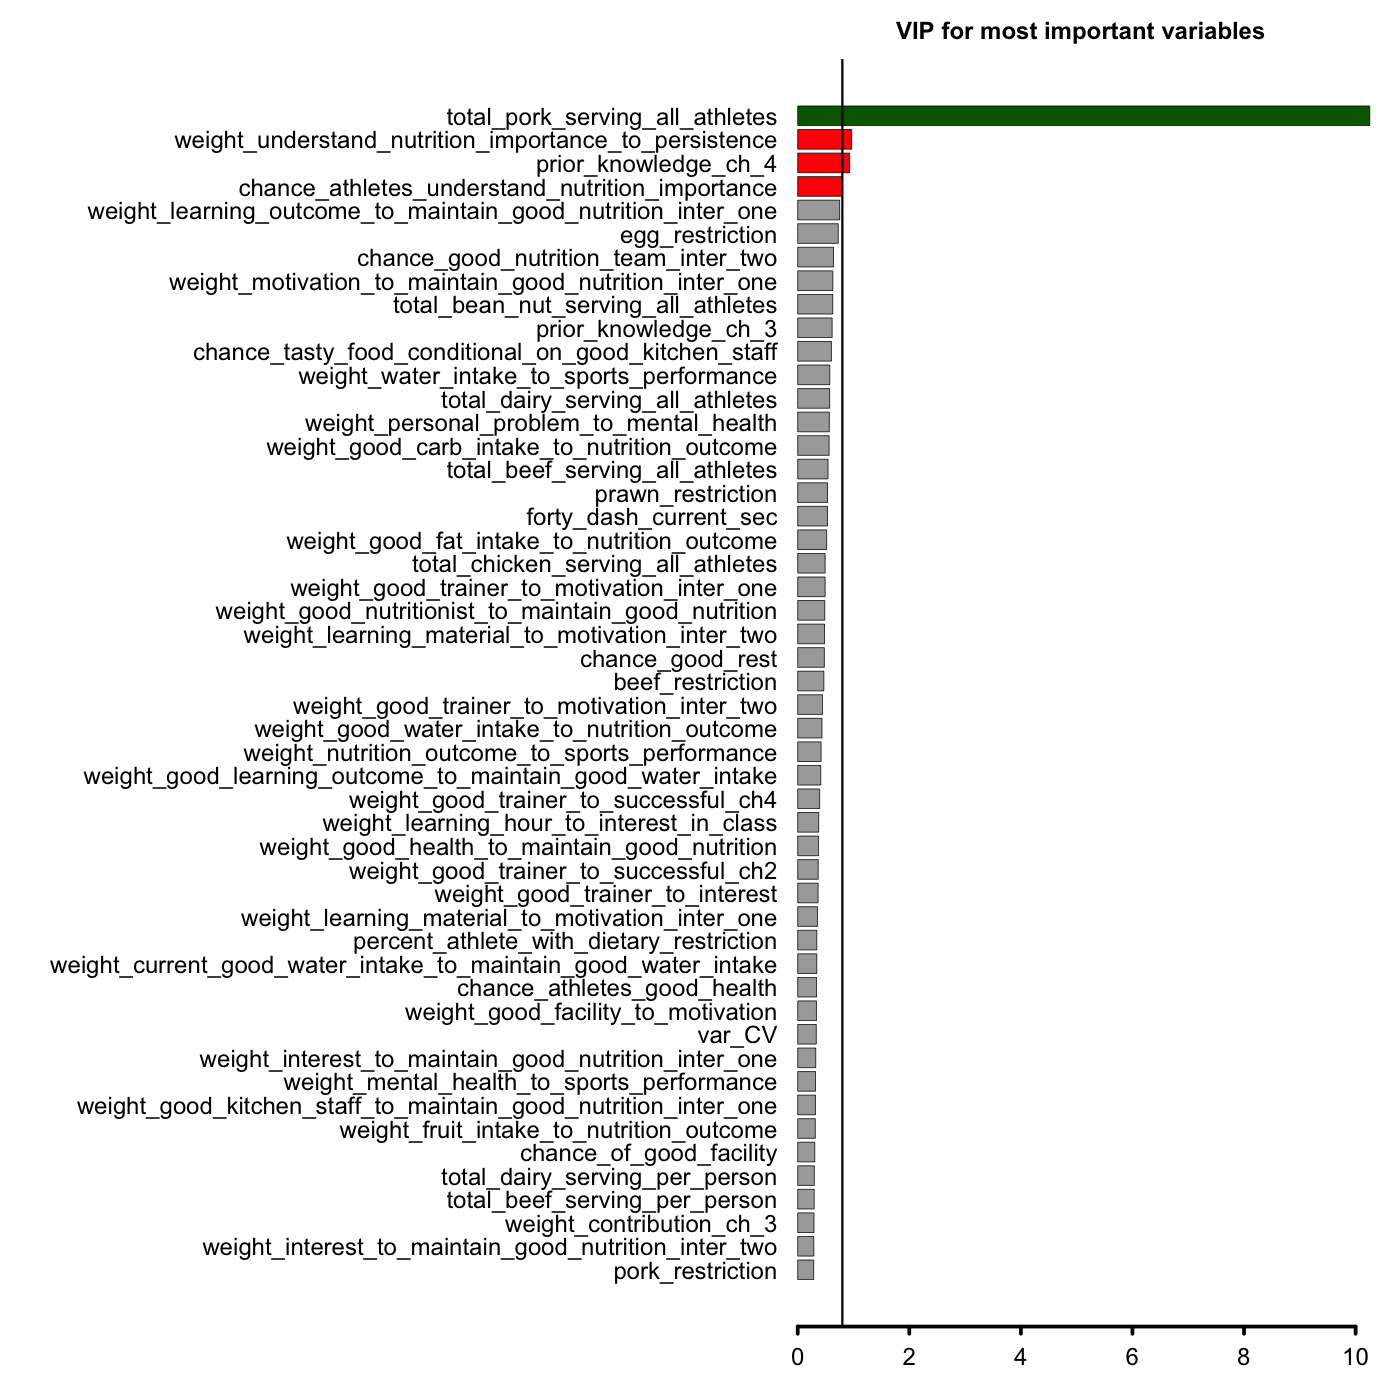 VIP for most important variables
total_pork_serving_all_athletes
weight_understand_nutrition_importance_to_persistence
prior_knowledge_ch_4
chance_athletes_understand_nutrition_importance
weight_learning_outcome_to_maintain_good_nutrition_inter_one
egg_restriction
chance_good_nutrition_team_inter_two
weight_motivation_to_maintain_good_nutrition_inter_one
total_bean_nut_serving_all_athletes
prior_knowledge_ch_3
chance_tasty_food_conditional_on_good_kitchen_staff
weight_water_intake_to_sports_performance
total_dairy_serving_all_athletes
weight_personal_problem_to_mental_health
weight_good_carb_intake_to_nutrition_outcome
total_beef_serving_all_athletes
prawn_restriction
forty_dash_current_sec
weight_good_fat_intake_to_nutrition_outcome
total_chicken_serving_all_athletes
weight_good_trainer_to_motivation_inter_one
weight_good_nutritionist_to_maintain_good_nutrition
weight_learning_material_to_motivation_inter_two
chance_good_rest
beef_restriction
weight_good_trainer_to_motivation_inter_two
weight_good_water_intake_to_nutrition_outcome
weight_nutrition_outcome_to_sports_performance
weight_good_learning_outcome_to_maintain_good_water_intake
weight_good_trainer_to_successful_ch4
weight_learning_hour_to_interest_in_class
weight_good_health_to_maintain_good_nutrition
weight_good_trainer_to_successful_ch2
weight_good_trainer_to_interest
weight_learning_material_to_motivation_inter_one
percent_athlete_with_dietary_restriction
weight_current_good_water_intake_to_maintain_good_water_intake
chance_athletes_good_health
weight_good_facility_to_motivation
var_CV
weight_interest_to_maintain_good_nutrition_inter_one
weight_mental_health_to_sports_performance
weight_good_kitchen_staff_to_maintain_good_nutrition_inter_one
weight_fruit_intake_to_nutrition_outcome
chance_of_good_facility
total_dairy_serving_per_person
total_beef_serving_per_person
weight_contribution_ch_3
weight_interest_to_maintain_good_nutrition_inter_two
pork_restriction
0 2 4 6 8 10